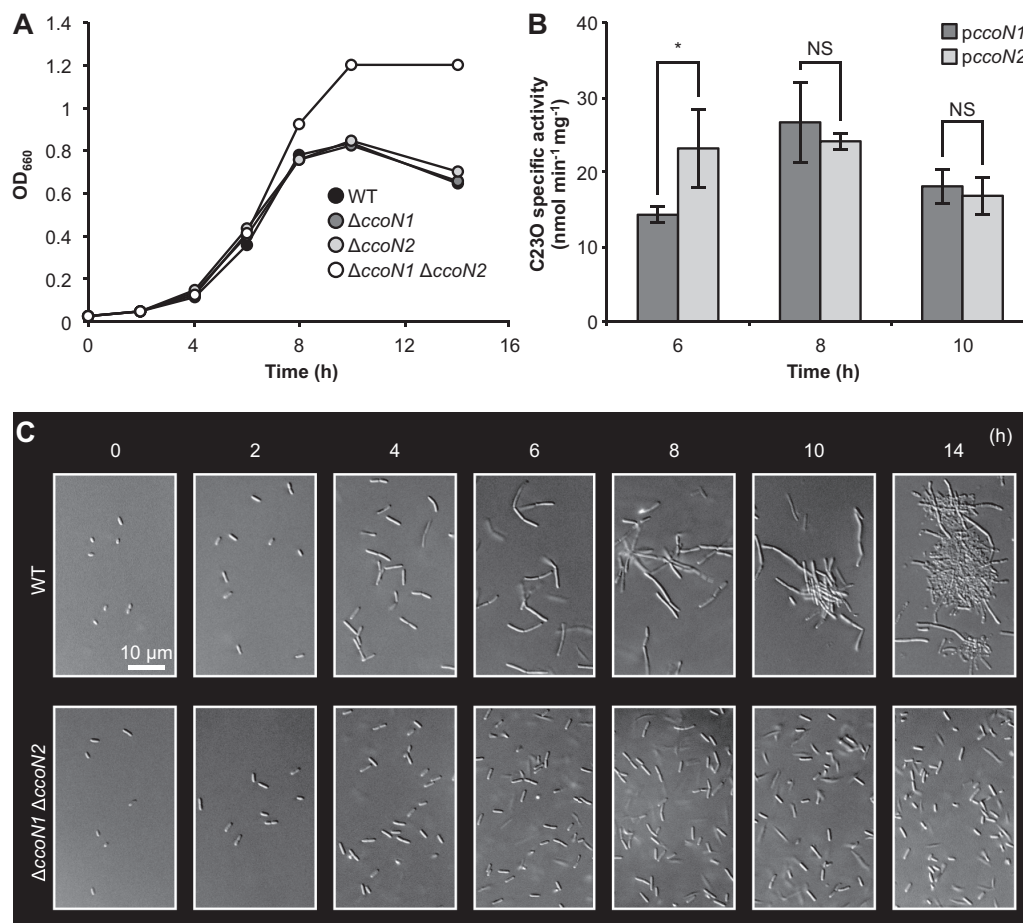 A
1.4
1.2
1
0.8
0.6
0.4
0.2
0
OD660
0 4 8 12 16
Time (h)
WT
ΔccoN1
ΔccoN2
ΔccoN1 ΔccoN2
B
40
30
20
10
0
C23O specific activity
(nmol min-1 mg-1)
* NS NS
pccoN1
pccoN2
6 8 10
Time (h)
C
0 2 4 6 8 10 14 (h)
WT
10 µm
ΔccoN1 ΔccoN2